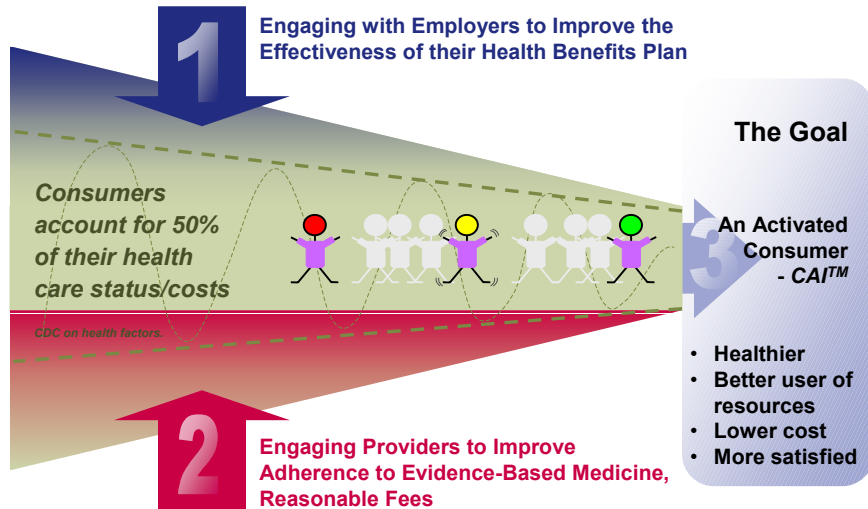 1
Engaging with Employers to Improve the
Effectiveness of their Health Benefits Plan
Consumers
account for 50%
of their health
care status/costs
CDC on health factors.
2
Engaging Providers to Improve
Adherence to Evidence-Based Medicine,
Reasonable Fees
The Goal
3
An Activated
Consumer
- CAI™
• Healthier
• Better user of
resources
• Lower cost
• More satisfied